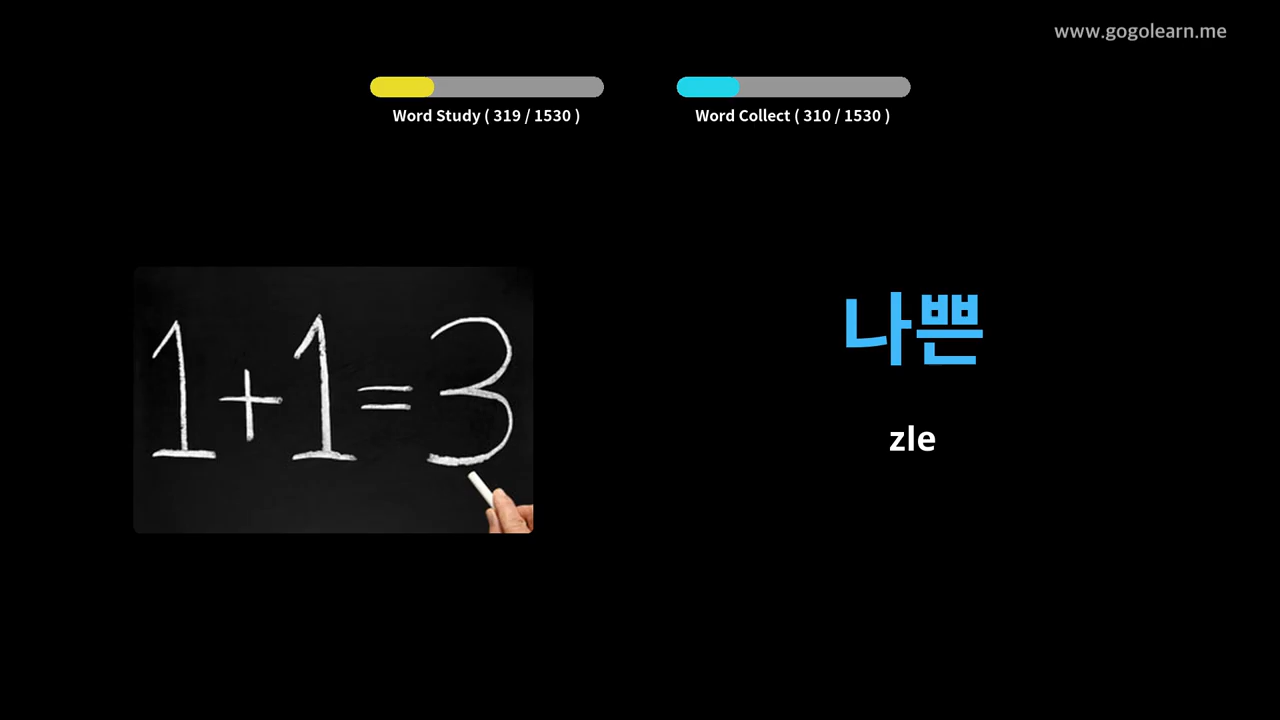 www.gogolearn.me
Word Study ( 319 / 1530 )
Word Collect ( 310 / 1530 )
1+1=3
나쁜
zle